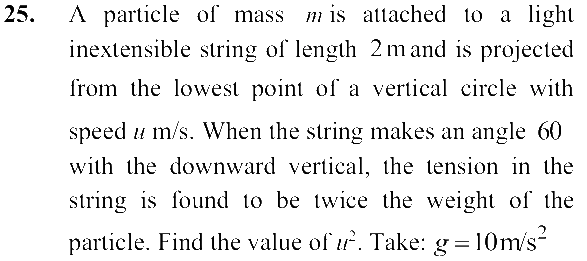 25. A particle of mass m is attached to a light
inextensible string of length 2 m and is projected
from the lowest point of a vertical circle with
speed u m/s. When the string makes an angle 60
with the downward vertical, the tension in the
string is found to be twice the weight of the
particle. Find the value of u². Take: g = 10 m/s²